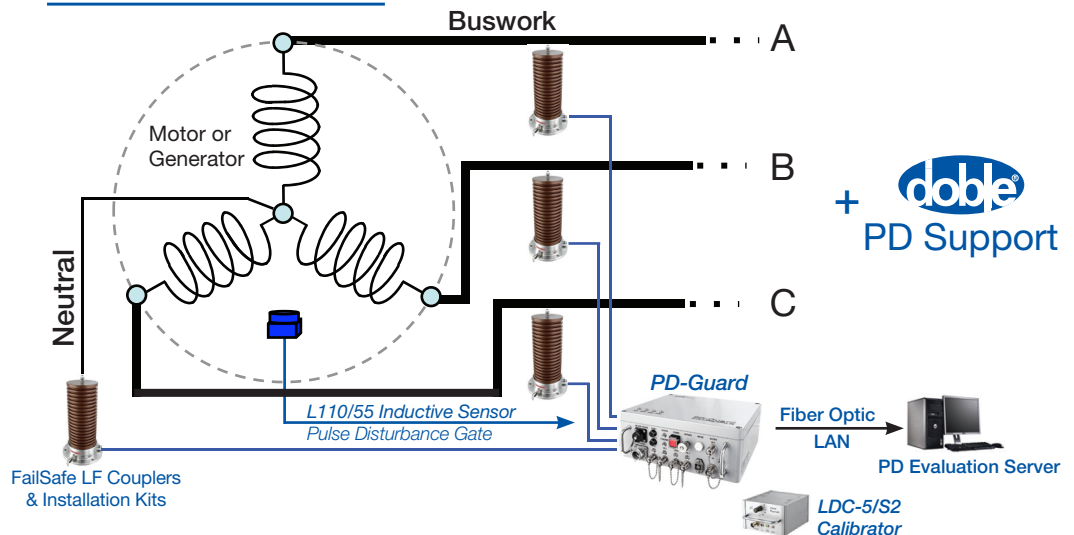 Buswork
A
Motor or
Generator
B
+
doble®
PD Support
Neutral
C
PD-Guard
L110/55 Inductive Sensor
Pulse Disturbance Gate
Fiber Optic
LAN
PD Evaluation Server
FailSafe LF Couplers
& Installation Kits
LDC-5/S2
Calibrator